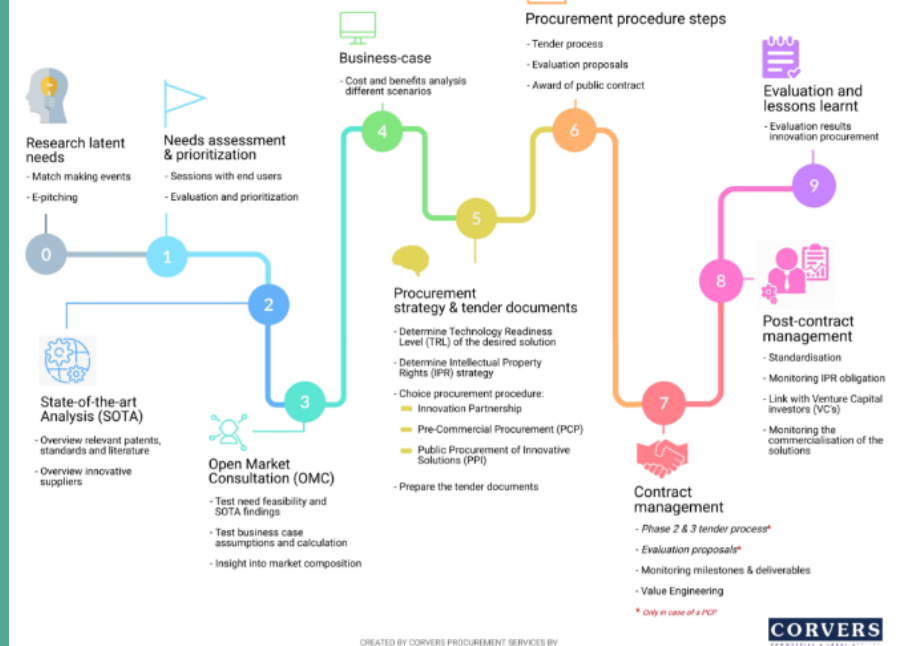 Research latent
needs
- Match making events
- E-pitching
0
Needs assessment
& prioritization
- Sessions with end users
- Evaluation and prioritization
1
2
State-of-the-art
Analysis (SOTA)
- Overview relevant patents,
standards and literature
- Overview innovative
suppliers
3
Open Market
Consultation (OMC)
- Test need feasibility and
SOTA findings
- Test business case
assumptions and calculation
- Insight into market composition
Business-case
- Cost and benefits analysis
different scenarios
4
5
Procurement
strategy & tender documents
- Determine Technology Readiness
Level (TRL) of the desired solution
- Determine Intellectual Property
Rights (IPR) strategy
- Choice procurement procedure:
Innovation Partnership
Pre-Commercial Procurement (PCP)
Public Procurement of Innovative
Solutions (PPI)
- Prepare the tender documents
Procurement procedure steps
- Tender process
- Evaluation proposals
- Award of public contract
6
7
Contract
management
- Phase 2 & 3 tender process*
- Evaluation proposals*
- Monitoring milestones & deliverables
- Value Engineering
* Only in case of a PCP
8
Post-contract
management
- Standardisation
- Monitoring IPR obligation
- Link with Venture Capital
investors (VC's)
- Monitoring the
commercialisation of the
solutions
Evaluation and
lessons learnt
- Evaluation results
innovation procurement
9
CREATED BY CORVERS PROCUREMENT SERVICES BV
CORVERS